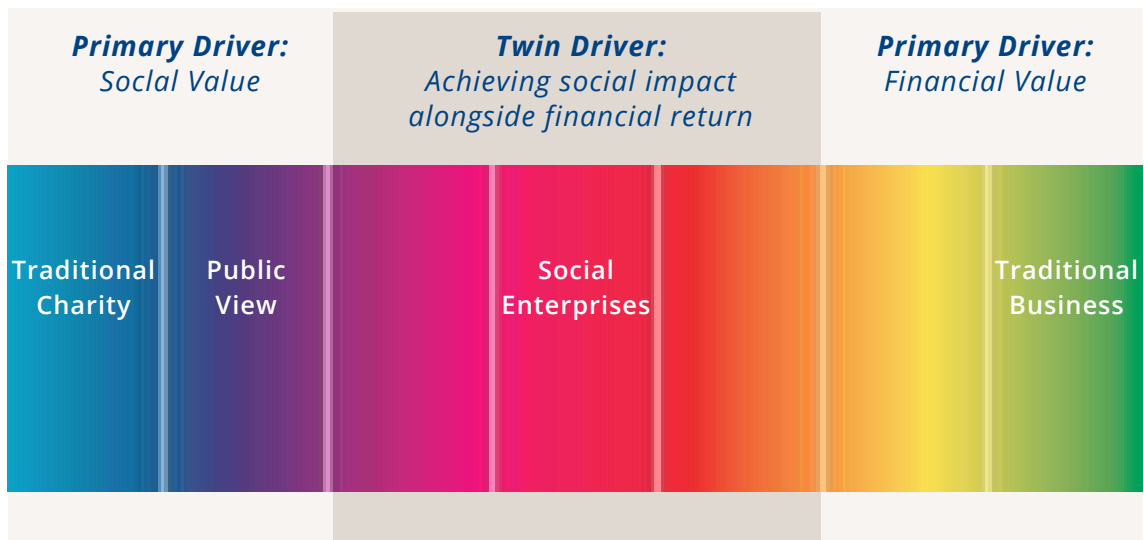 Primary Driver:
Soclal Value
Twin Driver:
Achieving social impact
alongside financial return
Primary Driver:
Financial Value
Traditional
Charity
Public
View
Social
Enterprises
Traditional
Business